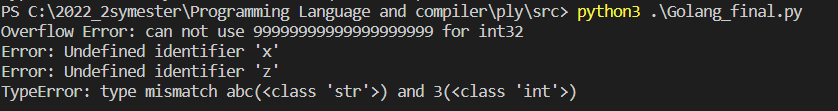 PS C:\2022_2symester\Programming Language and compiler\ply\src> python3 .\Golang_final.py
Overflow Error: can not use 99999999999999999999 for int32
Error: Undefined identifier 'x'
Error: Undefined identifier 'z'
TypeError: type mismatch abc(<class 'str'>) and 3(<class 'int'>)